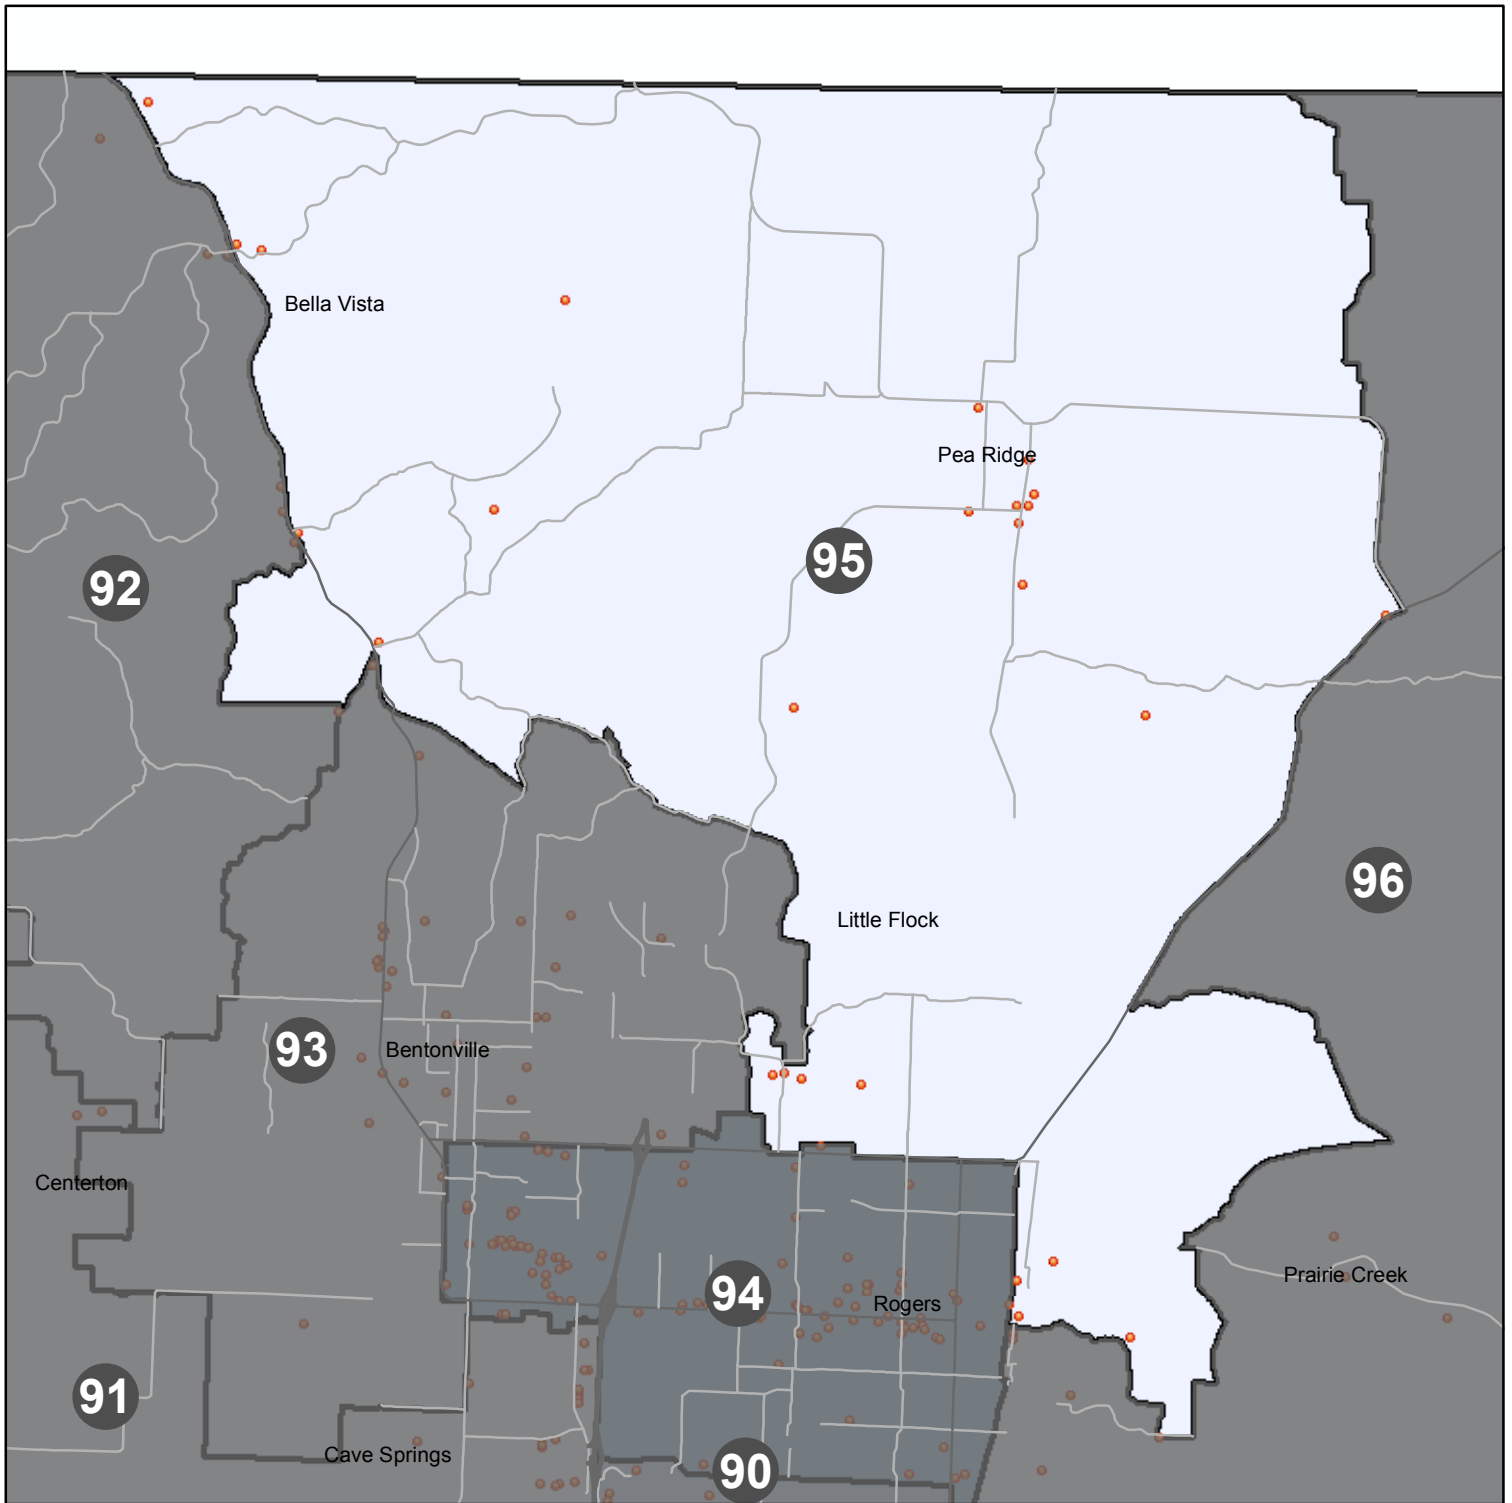 Bella Vista
Pea Ridge
95
92
96
Little Flock
93
Bentonville
Centerton
Prairie Creek
94
Rogers
91
Cave Springs
90